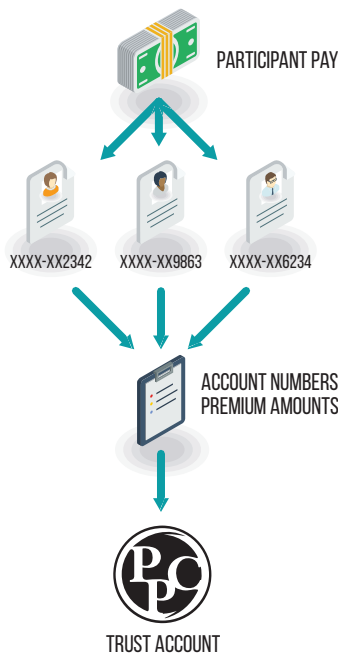 PARTICIPANT PAY
XXXX-XX2342
XXXX-XX9863
XXXX-XX6234
ACCOUNT NUMBERS
PREMIUM AMOUNTS
PPC
TRUST ACCOUNT